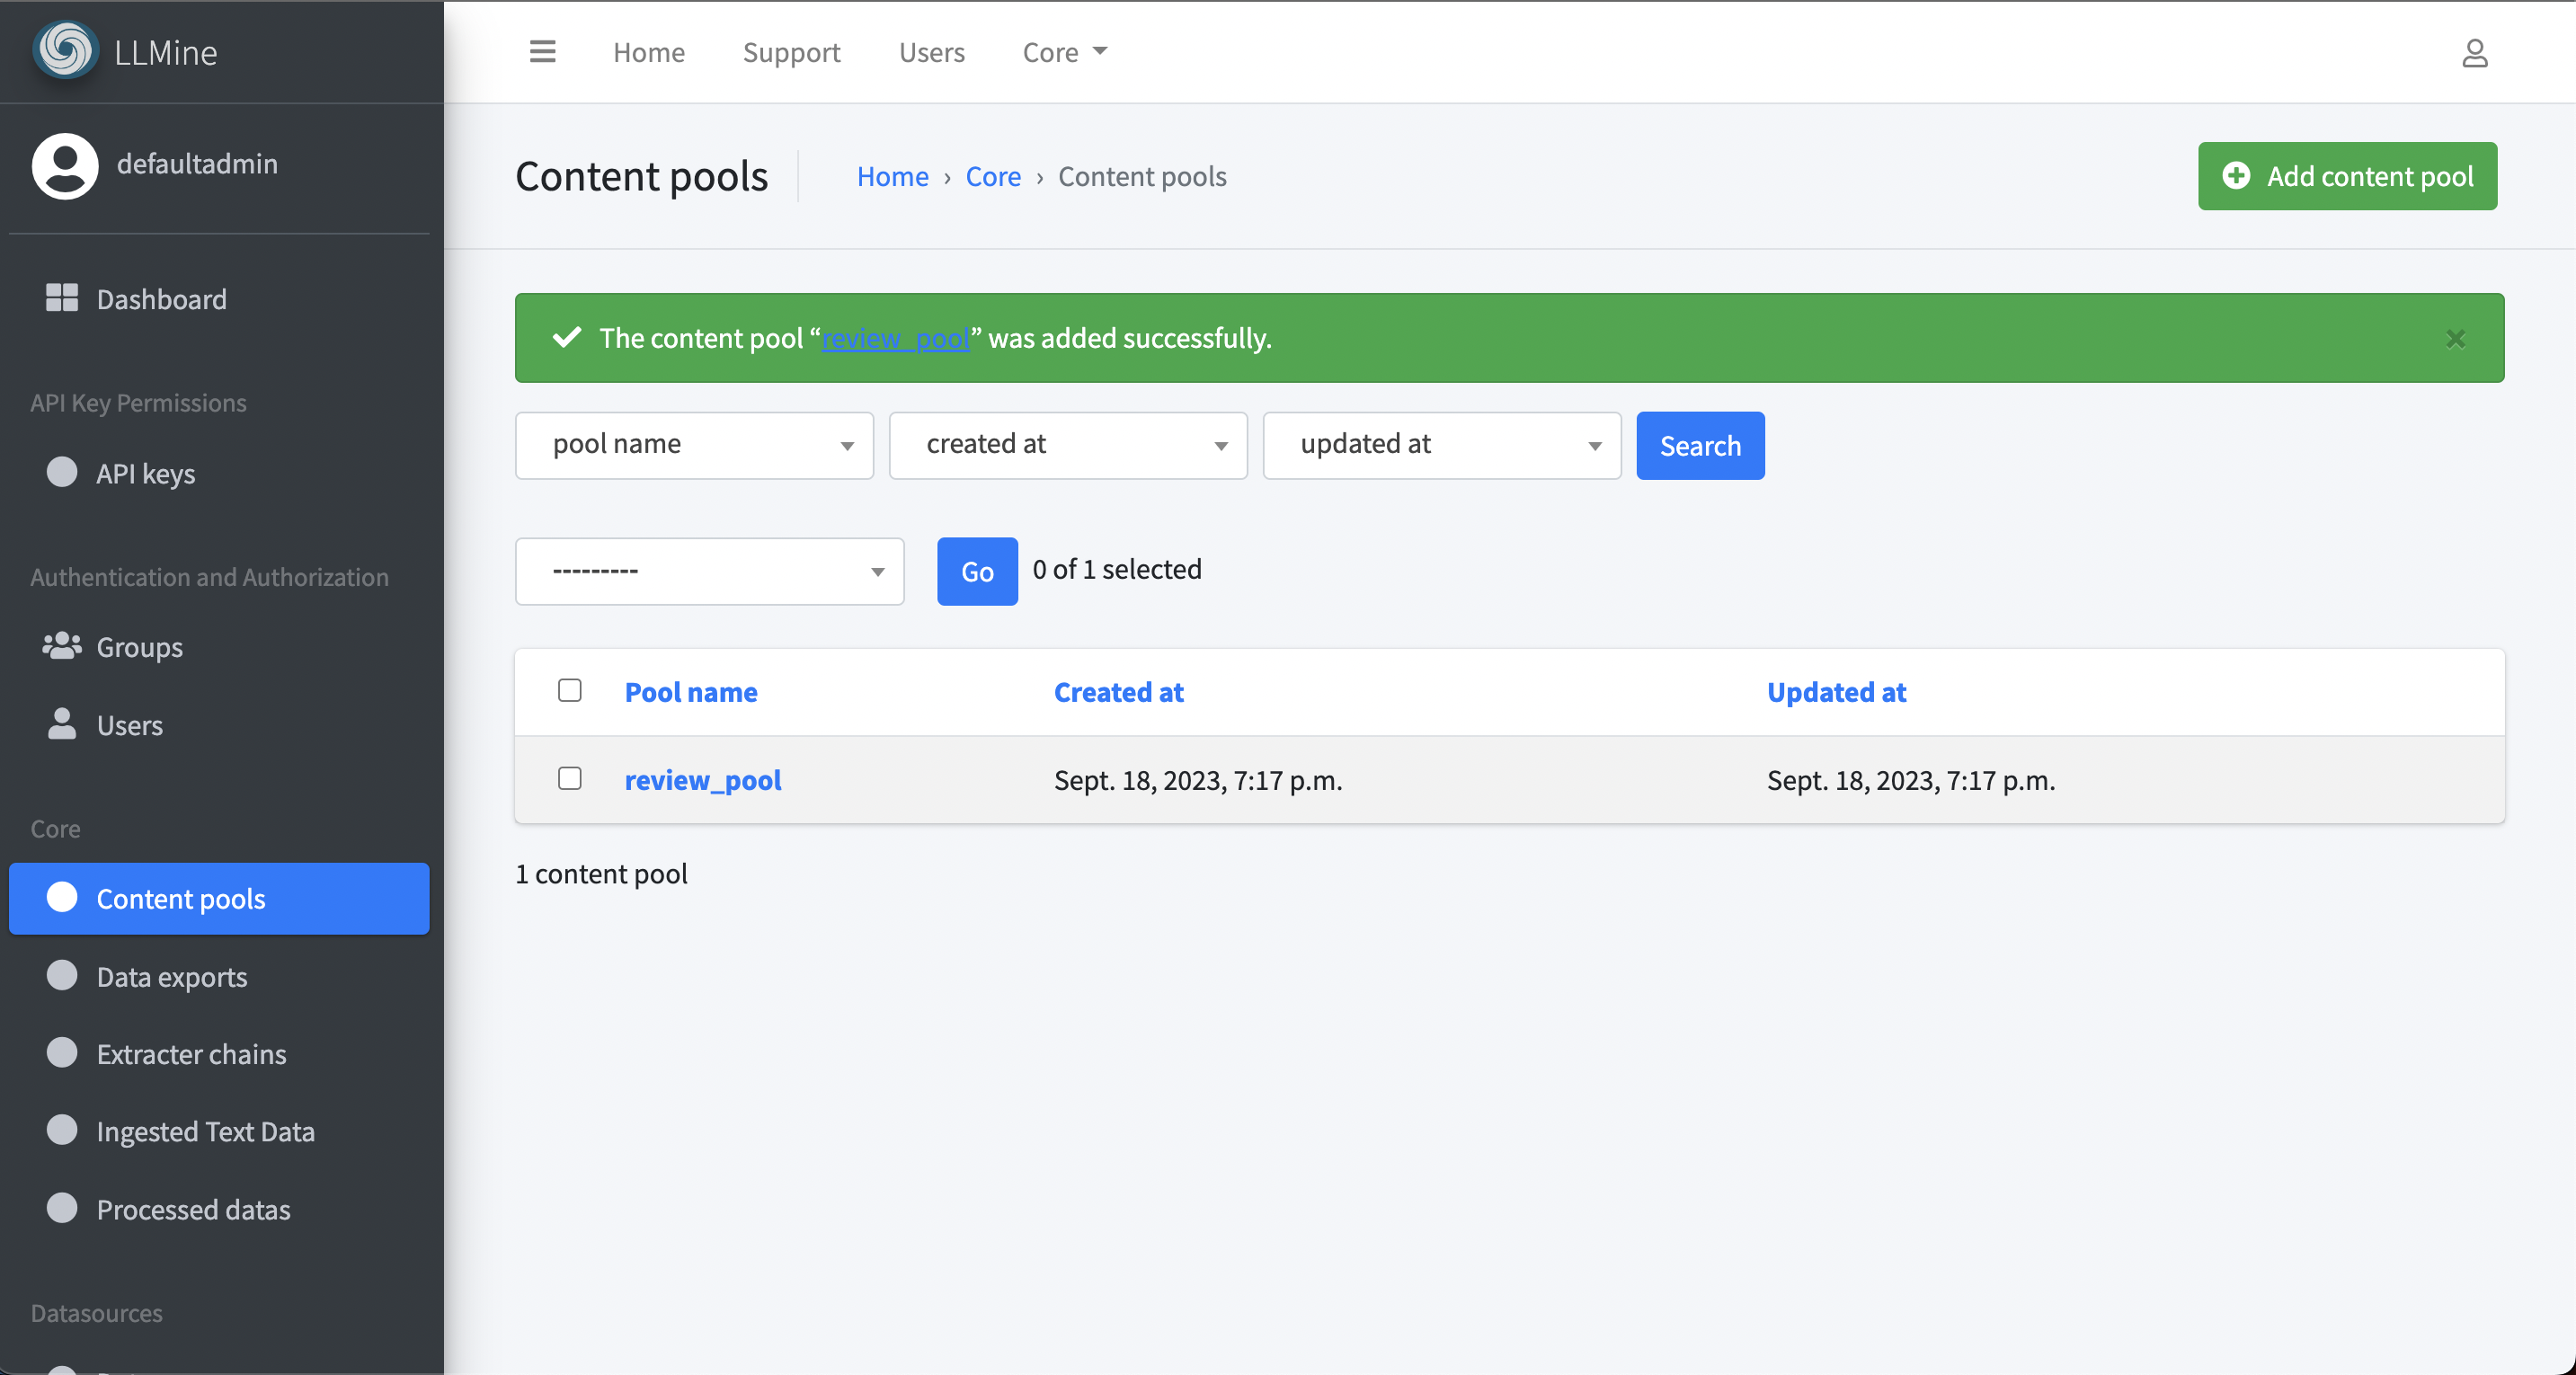 LLMine
Home Support Users Core
defaultadmin
Content pools Home › Core › Content pools Add content pool
Dashboard
The content pool “review_pool” was added successfully. ×
API Key Permissions
pool name created at updated at Search
API keys
--------- Go 0 of 1 selected
Authentication and Authorization
Groups
Users
Pool name Created at Updated at
review_pool Sept. 18, 2023, 7:17 p.m. Sept. 18, 2023, 7:17 p.m.
1 content pool
Core
Content pools
Data exports
Extracter chains
Ingested Text Data
Processed datas
Datasources